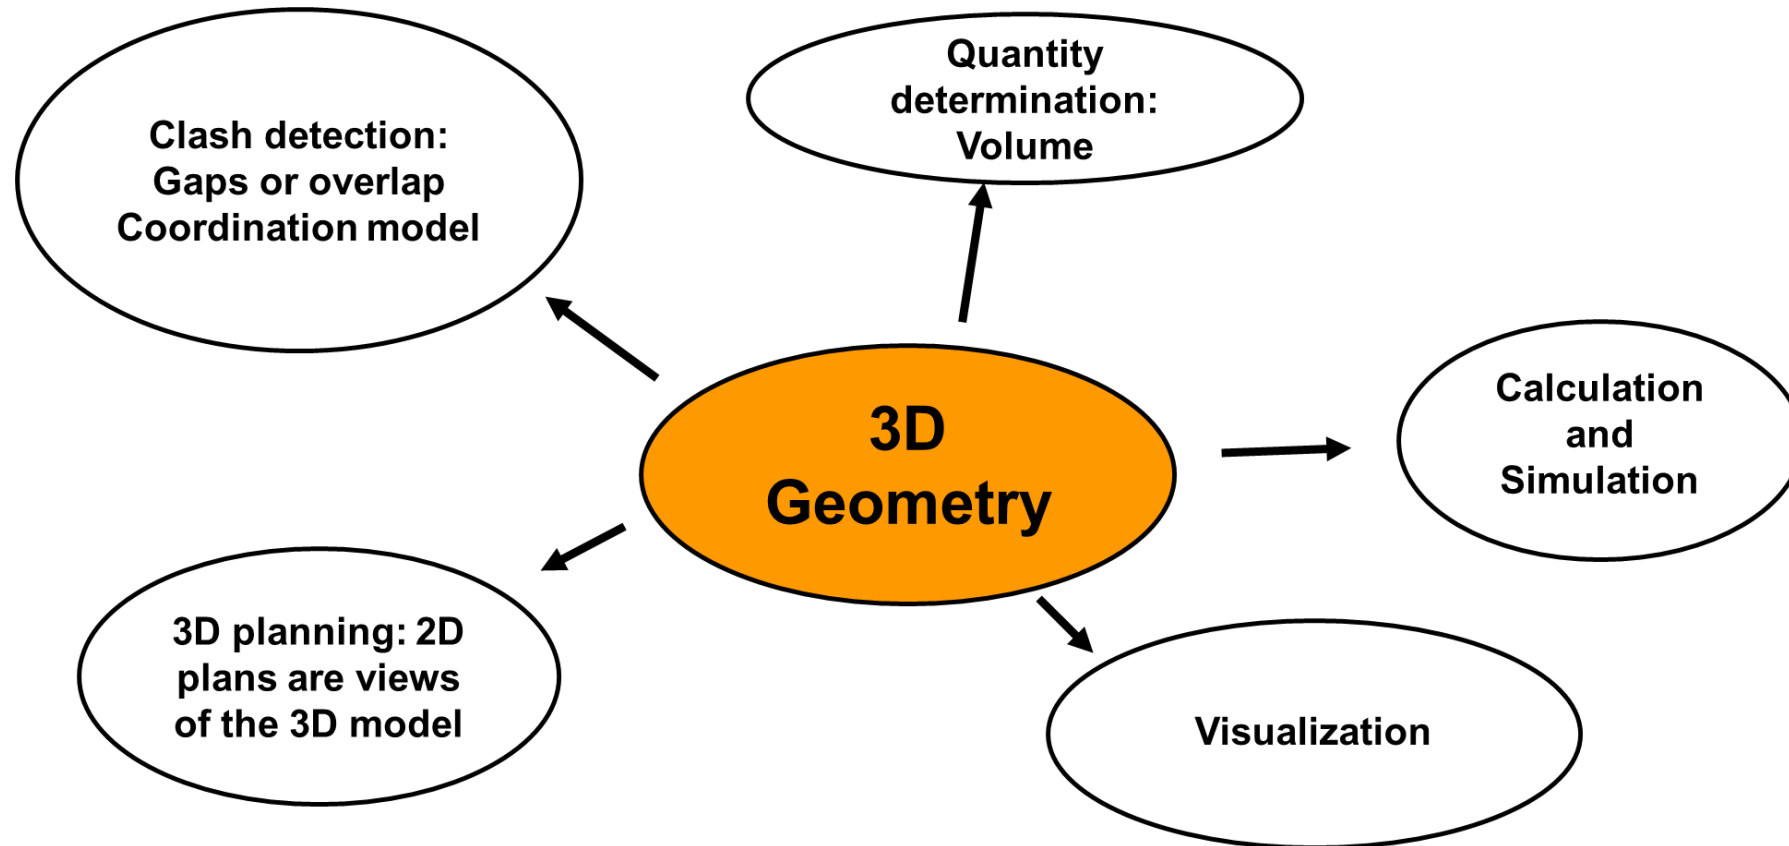 Clash detection:
Gaps or overlap
Coordination model
Quantity
determination:
Volume
3D
Geometry
Calculation
and
Simulation
3D planning: 2D
plans are views
of the 3D model
Visualization